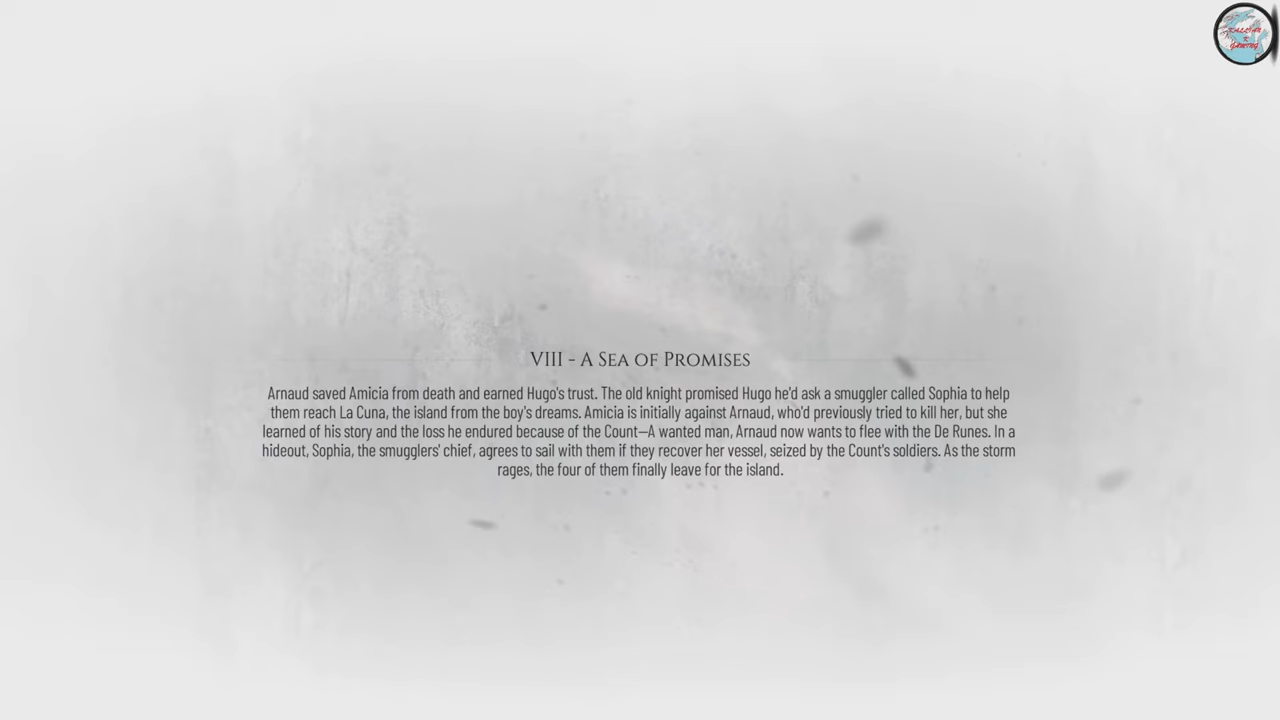 VIII - A Sea of Promises
Arnaud saved Amicia from death and earned Hugo's trust. The old knight promised Hugo he'd ask a smuggler called Sophia to help
them reach La Cuna, the island from the boy's dreams. Amicia is initially against Arnaud, who'd previously tried to kill her, but she
learned of his story and the loss he endured because of the Count—A wanted man, Arnaud now wants to flee with the De Runes. In a
hideout, Sophia, the smugglers' chief, agrees to sail with them if they recover her vessel, seized by the Count's soldiers. As the storm
rages, the four of them finally leave for the island.
GAMING